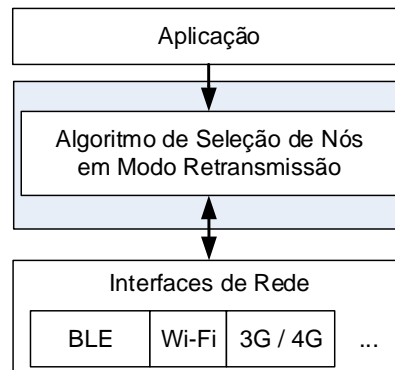 Aplicação
Algoritmo de Seleção de Nós
em Modo Retransmissão
Interfaces de Rede
BLE Wi-Fi 3G / 4G ...